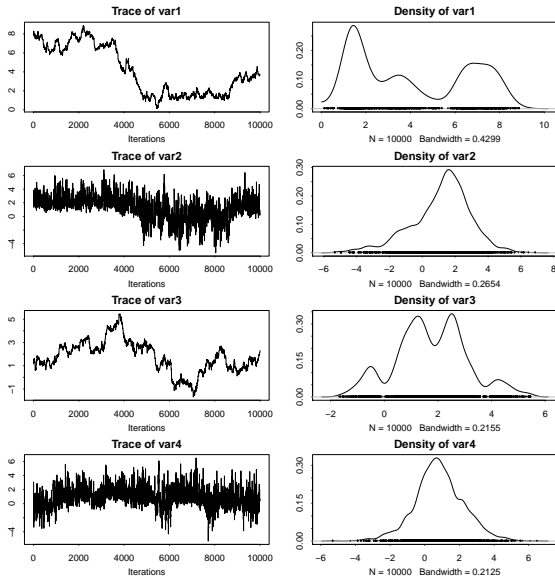 Trace of var1
8
6
4
2
0
0 2000 4000 6000 8000 10000
Iterations
Density of var1
0.20
0.10
0.00
0 2 4 6 8 10
N = 10000 Bandwidth = 0.4299
Trace of var2
6
4
2
0
−4
0 2000 4000 6000 8000 10000
Iterations
Density of var2
0.30
0.20
0.10
0.00
−6 −4 −2 0 2 4 6 8
N = 10000 Bandwidth = 0.2654
Trace of var3
5
3
1
−1
0 2000 4000 6000 8000 10000
Iterations
Density of var3
0.30
0.20
0.10
0.00
−2 0 2 4 6
N = 10000 Bandwidth = 0.2155
Trace of var4
6
4
2
0
−4
0 2000 4000 6000 8000 10000
Iterations
Density of var4
0.30
0.15
0.00
−6 −4 −2 0 2 4 6
N = 10000 Bandwidth = 0.2125